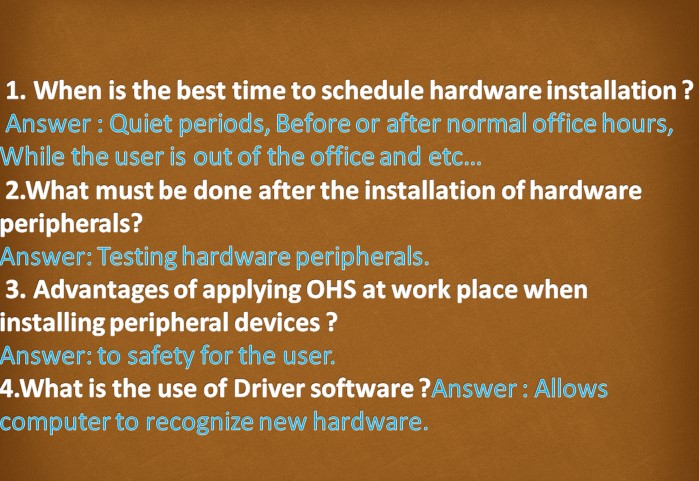 1. When is the best time to schedule hardware installation ?
Answer : Quiet periods, Before or after normal office hours,
While the user is out of the office and etc...
2.What must be done after the installation of hardware
peripherals?
Answer: Testing hardware peripherals.
3. Advantages of applying OHS at work place when
installing peripheral devices ?
Answer: to safety for the user.
4.What is the use of Driver software ?Answer : Allows
computer to recognize new hardware.